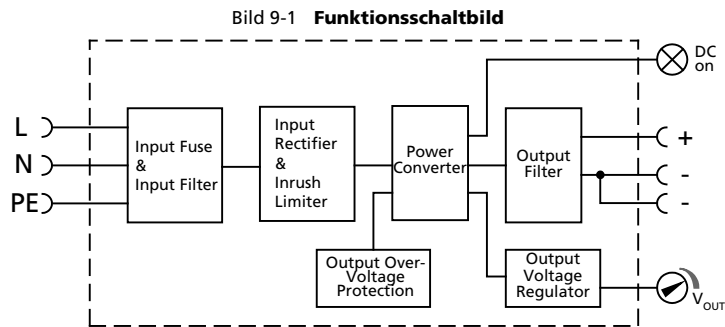 Bild 9-1 Funktionsschaltbild
DC
on
L
N
PE
Input Fuse
&
Input Filter
Input
Rectifier
&
Inrush
Limiter
Power
Converter
Output
Filter
+
-
-
Output Over-
Voltage
Protection
Output
Voltage
Regulator
VOUT